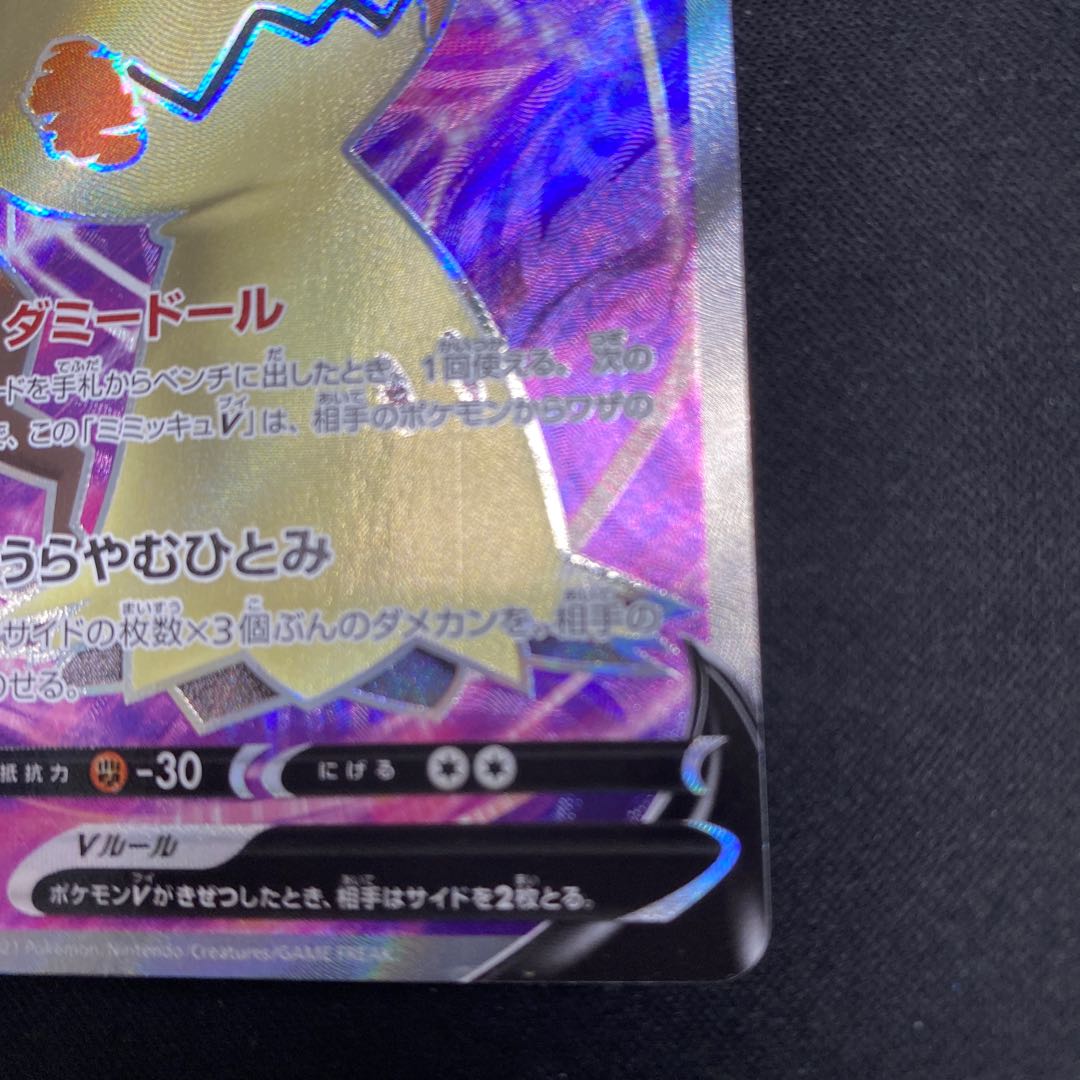 ダミードール
ードを手札からベンチに出したとき、1回使える。次の
、この「ミミッキュV」は、相手のポケモンからワザの
うらやむひとみ
サイドの枚数×3個ぶんのダメカンを、相手の
のせる。
抵抗力 -30 にげる
Vルール
ポケモンVがきぜつしたとき、相手はサイドを2枚とる。
21 Pokémon. Nintendo/Creatures/GAME FREAK.